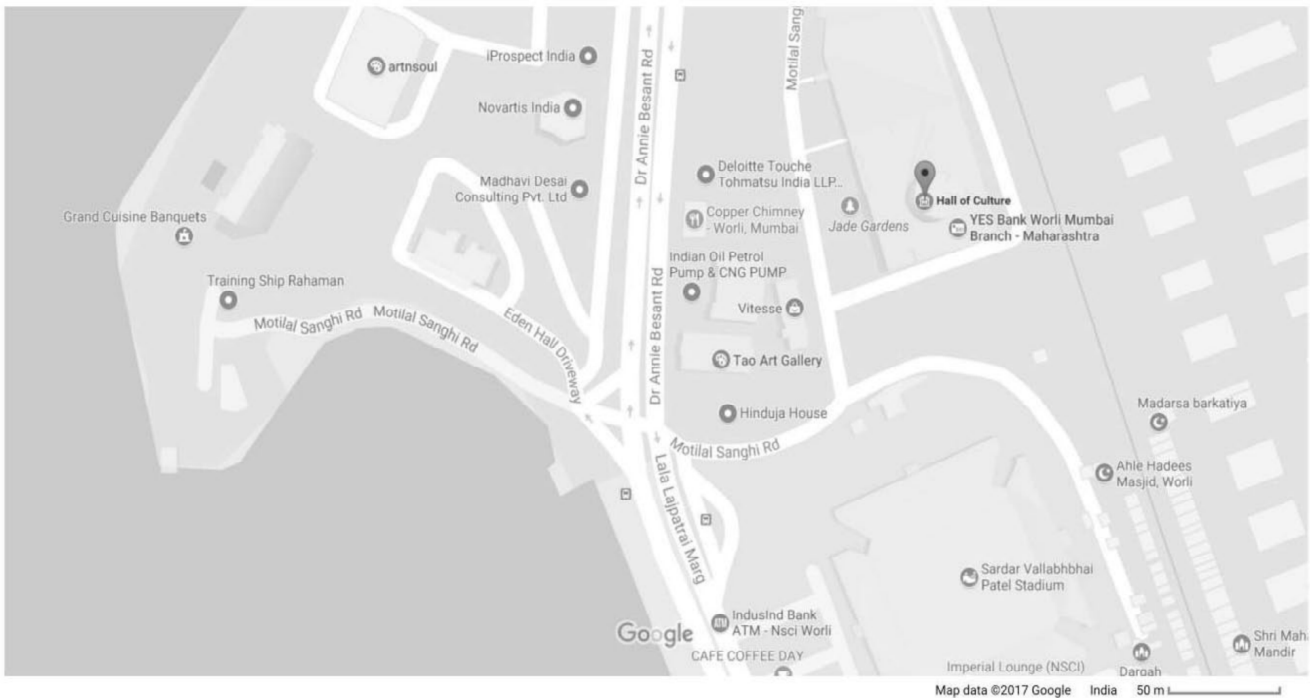 artnsoul
iProspect India
Novartis India
Dr Annie Besant Rd
Motilal Sang
Madhavi Desai
Consulting Pvt. Ltd
Deloitte Touche
Tohmatsu India LLP...
Copper Chimney
- Worli, Mumbai
Jade Gardens
Hall of Culture
YES Bank Worli Mumbai
Branch - Maharashtra
Grand Cuisine Banquets
Training Ship Rahaman
Motilal Sanghi Rd
Motilal Sanghi Rd
Eden Hall Driveway
Indian Oil Petrol
Pump & CNG PUMP
Vitesse
Dr Annie Besant Rd
Tao Art Gallery
Hinduja House
Motilal Sanghi Rd
Lala Lajpatrai Marg
Madarsa barkatiya
Ahle Hadees
Masjid, Worli
Sardar Vallabhbhai
Patel Stadium
ATM
IndusInd Bank
ATM - Nsci Worli
Google
CAFE COFFEE DAY
Imperial Lounge (NSCI)
Dargah
Shri Mah
Mandir
Map data ©2017 Google India 50 m